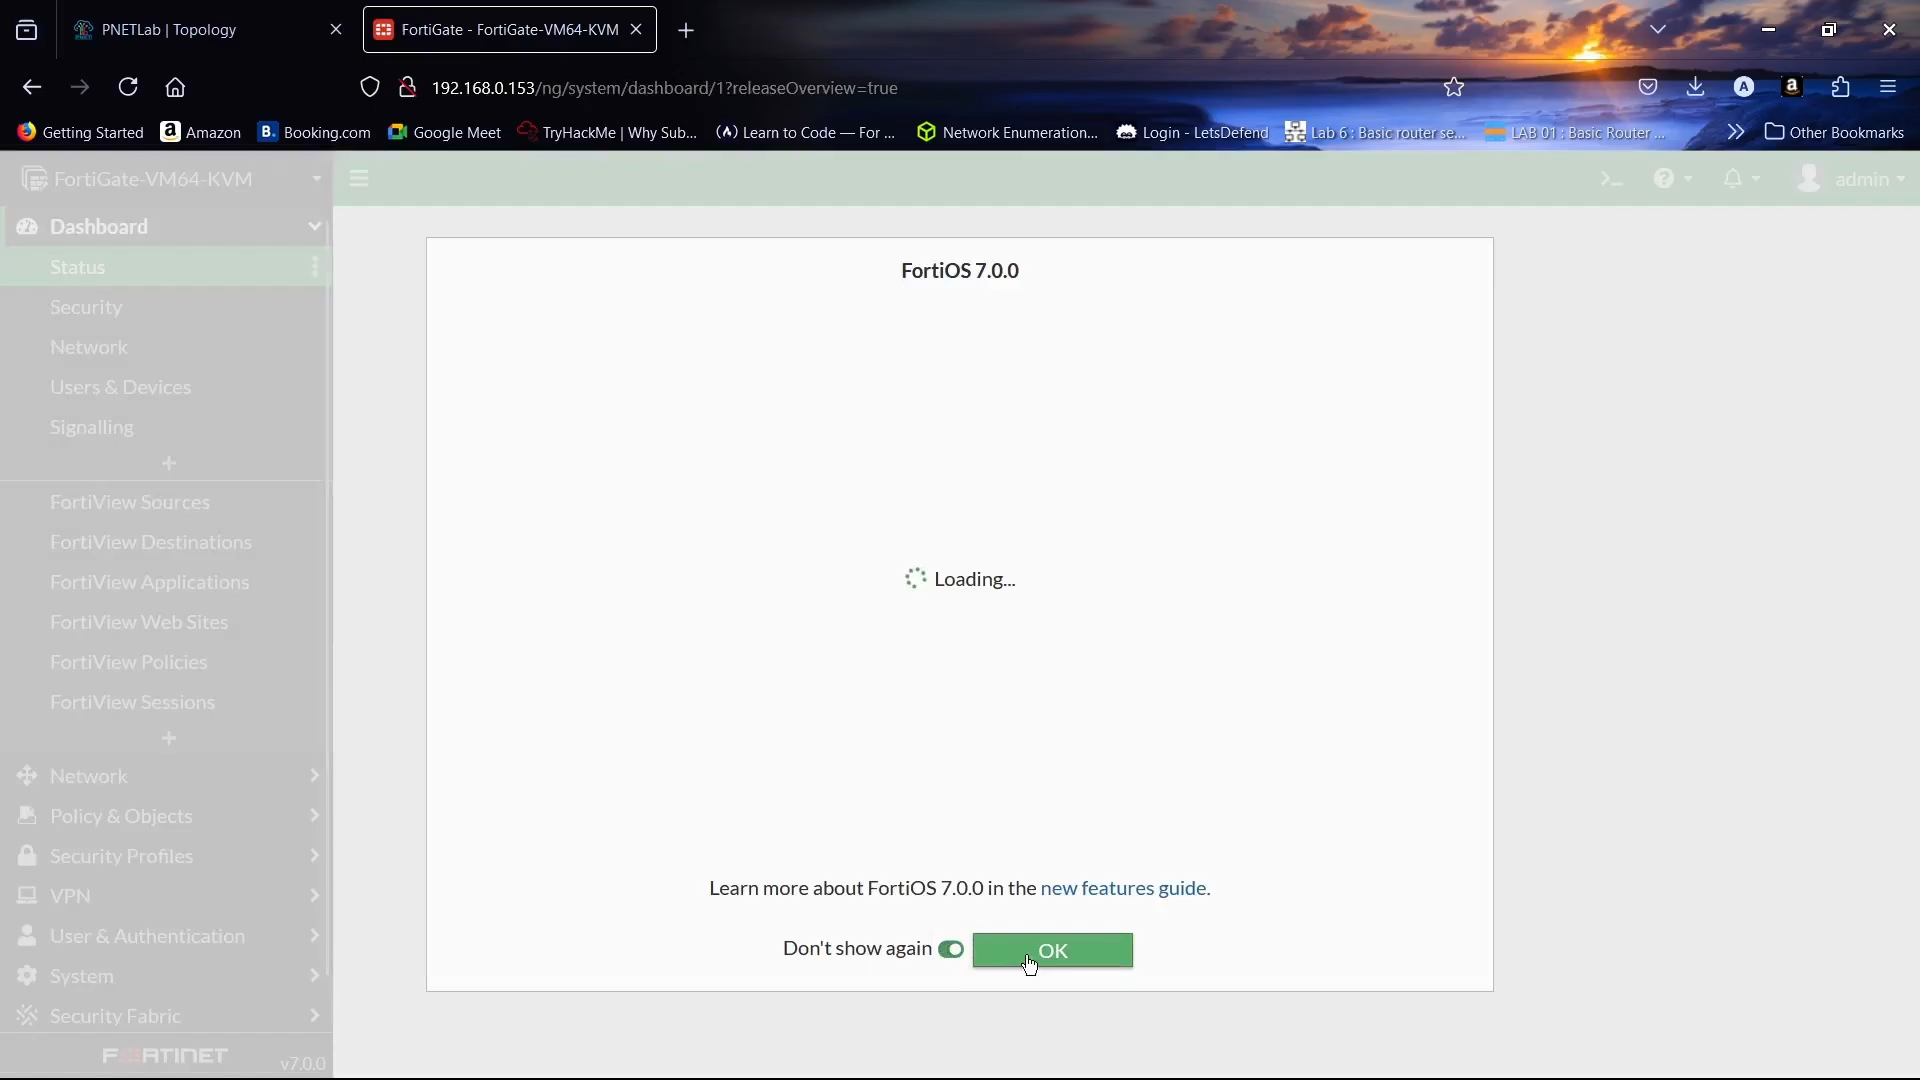 PNETLab | Topology
FortiGate - FortiGate-VM64-KVM
192.168.0.153/ng/system/dashboard/1?releaseOverview=true
Getting Started
Amazon
Booking.com
Google Meet
TryHackMe | Why Sub...
Learn to Code — For ...
Network Enumeration...
Login - LetsDefend
Lab 6 : Basic router se...
LAB 01 : Basic Router ...
Other Bookmarks
FortiGate-VM64-KVM
admin
Dashboard
Status
Security
Network
Users & Devices
Signalling
FortiView Sources
FortiView Destinations
FortiView Applications
FortiView Web Sites
FortiView Policies
FortiView Sessions
Network
Policy & Objects
Security Profiles
VPN
User & Authentication
System
Security Fabric
FORTINET
v7.0.0
FortiOS 7.0.0
Loading...
Learn more about FortiOS 7.0.0 in the new features guide.
Don't show again
OK